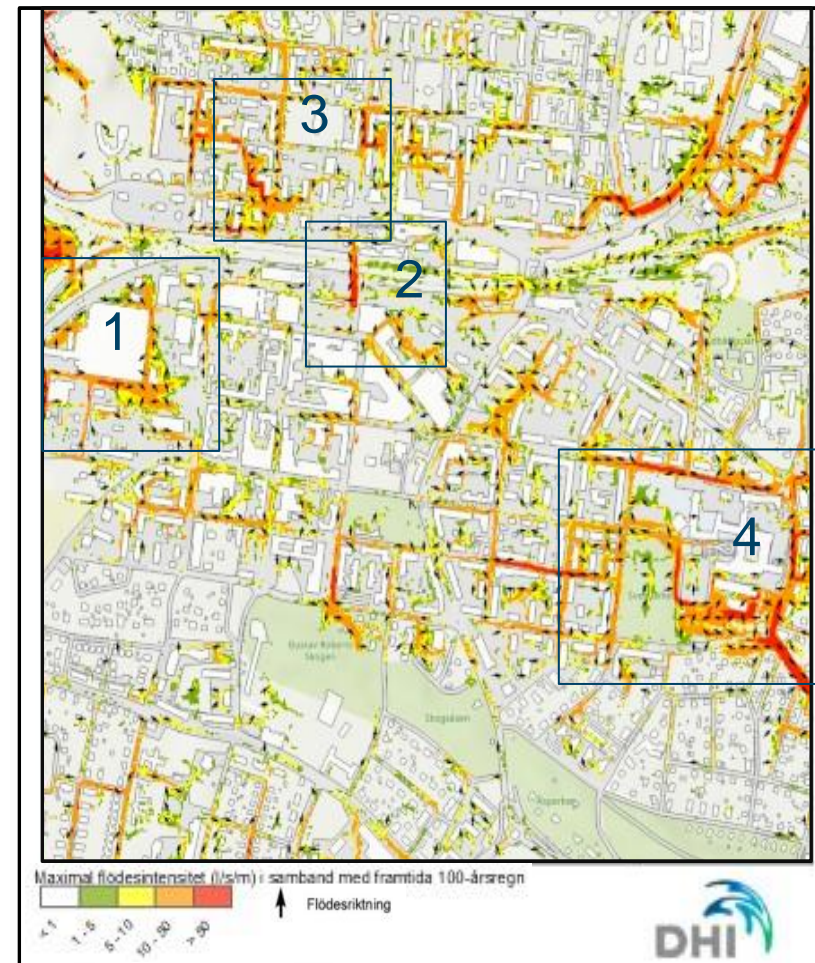 3
2
1
4
Skogsåsen
Maximal flödesintensitet (l/s/m) i samband med framtida 100-årsregn
Flödesriktning
< 1
1 - 5
5 - 10
10 - 50
> 50
DHI